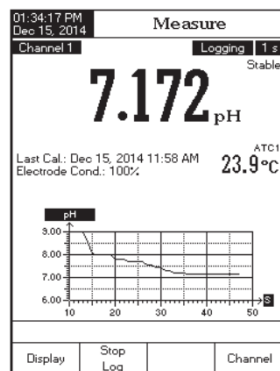 01:34:17 PM
Dec 15, 2014
Measure
Channel 1
Logging 1 s
Stable
7.172 pH
ATC1
Last Cal.: Dec 15, 2014 11:58 AM
23.9°C
Electrode Cond.: 100%
pH
9.00
8.00
7.00
6.00
10 20 30 40 50 S
Display
Stop
Log
Channel